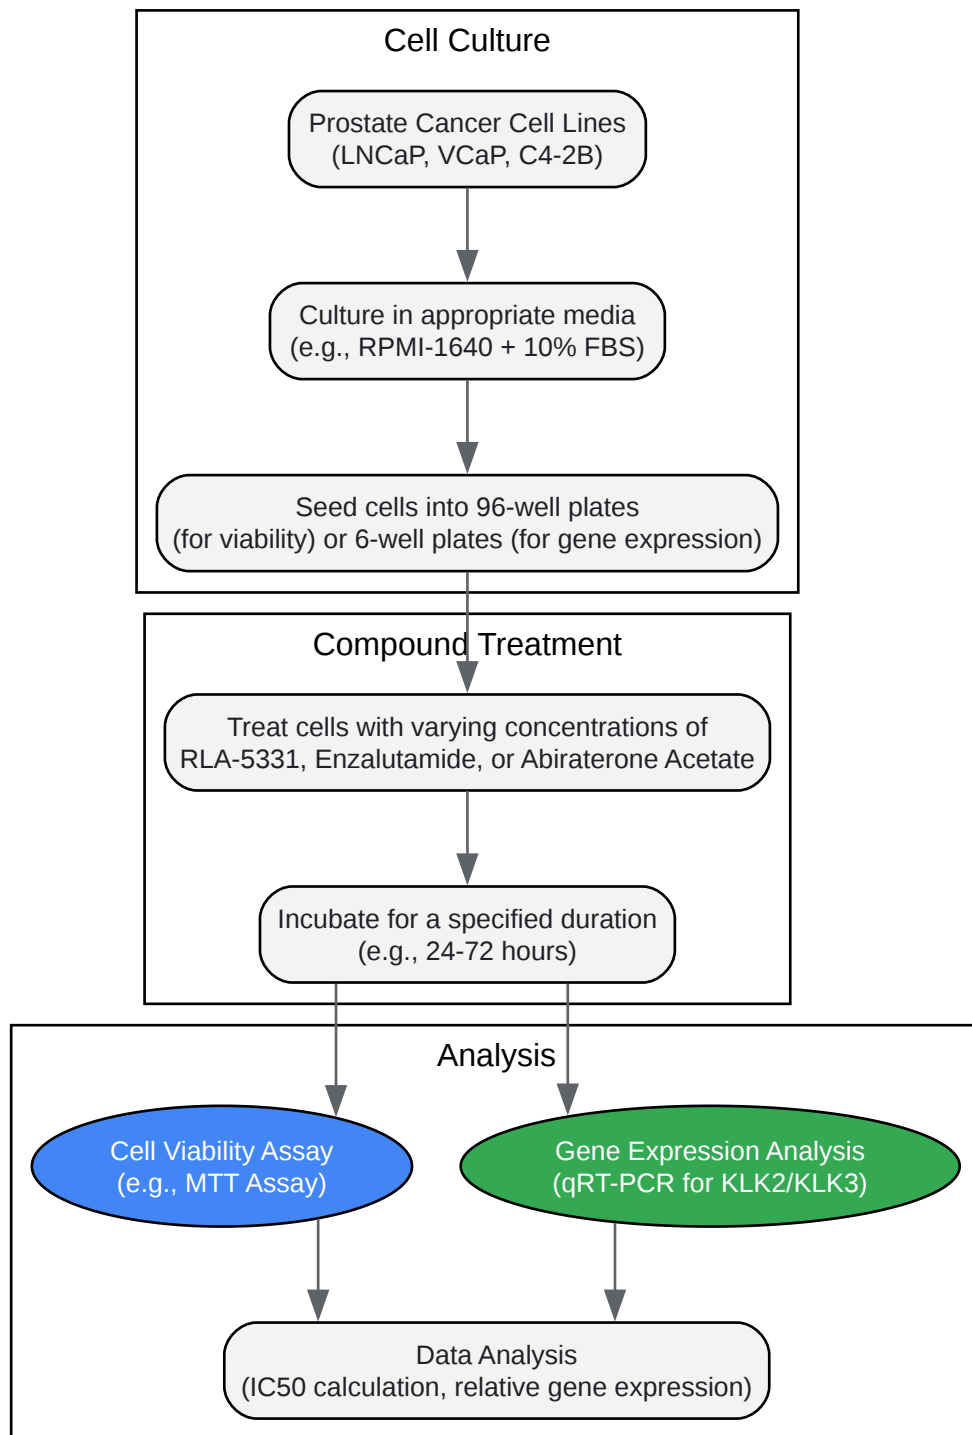 Cell Culture
Prostate Cancer Cell Lines
(LNCaP, VCaP, C4-2B)
Culture in appropriate media
(e.g., RPMI-1640 + 10% FBS)
Seed cells into 96-well plates
(for viability) or 6-well plates (for gene expression)
Compound Treatment
Treat cells with varying concentrations of
RLA-5331, Enzalutamide, or Abiraterone Acetate
Incubate for a specified duration
(e.g., 24-72 hours)
Analysis
Cell Viability Assay
(e.g., MTT Assay)
Gene Expression Analysis
(qRT-PCR for KLK2/KLK3)
Data Analysis
(IC50 calculation, relative gene expression)